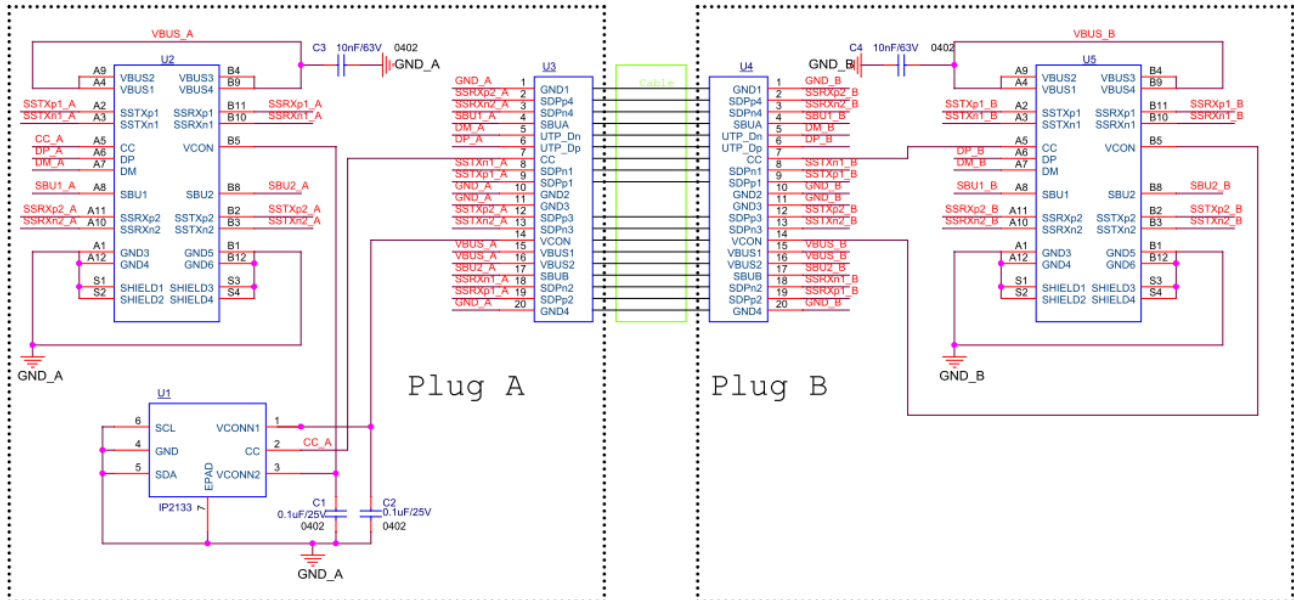 VBUS_A
U2
A9 VBUS2 VBUS3 B4
A4 VBUS1 VBUS4 B9
SSTXp1_A A2 SSTXp1 SSRXp1 B11 SSRXp1_A
SSTXn1_A A3 SSTXn1 SSRXn1 B10 SSRXn1_A
CC_A A5 CC VCON B5
DP_A A6 DP
DM_A A7 DM
SBU1_A A8 SBU1 SBU2 B8 SBU2_A
SSRXp2_A A11 SSRXp2 SSTXp2 B2 SSTXp2_A
SSRXn2_A A10 SSRXn2 SSTXn2 B3 SSTXn2_A
A1 GND3 GND5 B1
A12 GND4 GND6 B12
S1 SHIELD1 SHIELD3 S3
S2 SHIELD2 SHIELD4 S4
GND_A
C3 10nF/63V 0402
GND_A
U3
GND_A 1 GND1
SSRXp2_A 2 SDPp4
SSRXn2_A 3 SDPn4
SBU1_A 4 SBUA
DM_A 5 UTP_Dn
DP_A 6 UTP_Dp
7 CC
SSTXn1_A 8 SDPn1
SSTXp1_A 9 SDPp1
GND_A 10 GND2
GND_A 11 GND3
SSTXp2_A 12 SDPp3
SSTXn2_A 13 SDPn3
14 VCON
VBUS_A 15 VBUS1
VBUS_A 16 VBUS2
SBU2_A 17 SBUB
SSRXn1_A 18 SDPn2
SSRXp1_A 19 SDPp2
GND_A 20 GND4
Cable
U4
GND1 1 GND_B
SDPp4 2 SSRXp2_B
SDPn4 3 SSRXn2_B
SBUA 4 SBU1_B
UTP_Dn 5 DM_B
UTP_Dp 6 DP_B
CC 7
SDPn1 8 SSTXn1_B
SDPp1 9 SSTXp1_B
GND2 10 GND_B
GND3 11 GND_B
SDPp3 12 SSTXp2_B
SDPn3 13 SSTXn2_B
VCON 14
VBUS1 15 VBUS_B
VBUS2 16 VBUS_B
SBUB 17 SBU2_B
SDPn2 18 SSRXn1_B
SDPp2 19 SSRXp1_B
GND4 20 GND_B
C4 10nF/63V 0402
GND_B
VBUS_B
U5
A9 VBUS2 VBUS3 B4
A4 VBUS1 VBUS4 B9
SSTXp1_B A2 SSTXp1 SSRXp1 B11 SSRXp1_B
SSTXn1_B A3 SSTXn1 SSRXn1 B10 SSRXn1_B
A5 CC VCON B5
DP_B A6 DP
DM_B A7 DM
SBU1_B A8 SBU1 SBU2 B8 SBU2_B
SSRXp2_B A11 SSRXp2 SSTXp2 B2 SSTXp2_B
SSRXn2_B A10 SSRXn2 SSTXn2 B3 SSTXn2_B
A1 GND3 GND5 B1
A12 GND4 GND6 B12
S1 SHIELD1 SHIELD3 S3
S2 SHIELD2 SHIELD4 S4
GND_B
Plug A
Plug B
U1
6 SCL VCONN1 1
4 GND CC 2 CC_A
5 SDA VCONN2 3
EPAD
7
IP2133
C1
0.1uF/25V
0402
C2
0.1uF/25V
0402
GND_A